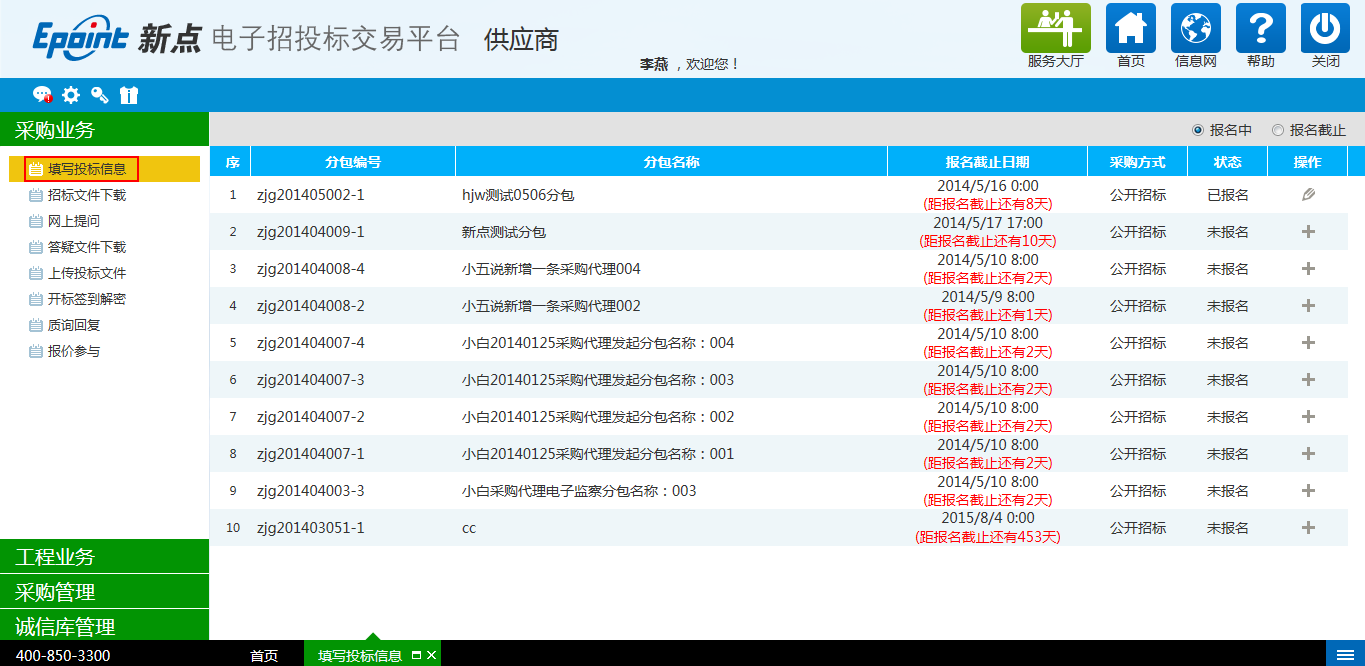 Epoint 新点 电子招投标交易平台 供应商
李燕 ，欢迎您！
服务大厅 首页 信息网 帮助 关闭
采购业务
报名中 报名截止
填写投标信息
招标文件下载
网上提问
答疑文件下载
上传投标文件
开标签到解密
质询回复
报价参与
序 分包编号 分包名称 报名截止日期 采购方式 状态 操作
1 zjg201405002-1 hjw测试0506分包 2014/5/16 0:00 公开招标 已报名
(距报名截止还有8天)
2 zjg201404009-1 新点测试分包 2014/5/17 17:00 公开招标 未报名
(距报名截止还有10天)
3 zjg201404008-4 小五说新增一条采购代理004 2014/5/10 8:00 公开招标 未报名
(距报名截止还有2天)
4 zjg201404008-2 小五说新增一条采购代理002 2014/5/9 8:00 公开招标 未报名
(距报名截止还有1天)
5 zjg201404007-4 小白20140125采购代理发起分包名称：004 2014/5/10 8:00 公开招标 未报名
(距报名截止还有2天)
6 zjg201404007-3 小白20140125采购代理发起分包名称：003 2014/5/10 8:00 公开招标 未报名
(距报名截止还有2天)
7 zjg201404007-2 小白20140125采购代理发起分包名称：002 2014/5/10 8:00 公开招标 未报名
(距报名截止还有2天)
8 zjg201404007-1 小白20140125采购代理发起分包名称：001 2014/5/10 8:00 公开招标 未报名
(距报名截止还有2天)
9 zjg201404003-3 小白采购代理电子监察分包名称：003 2014/5/10 8:00 公开招标 未报名
(距报名截止还有2天)
10 zjg201403051-1 cc 2015/8/4 0:00 公开招标 未报名
(距报名截止还有453天)
工程业务
采购管理
诚信库管理
400-850-3300 首页 填写投标信息